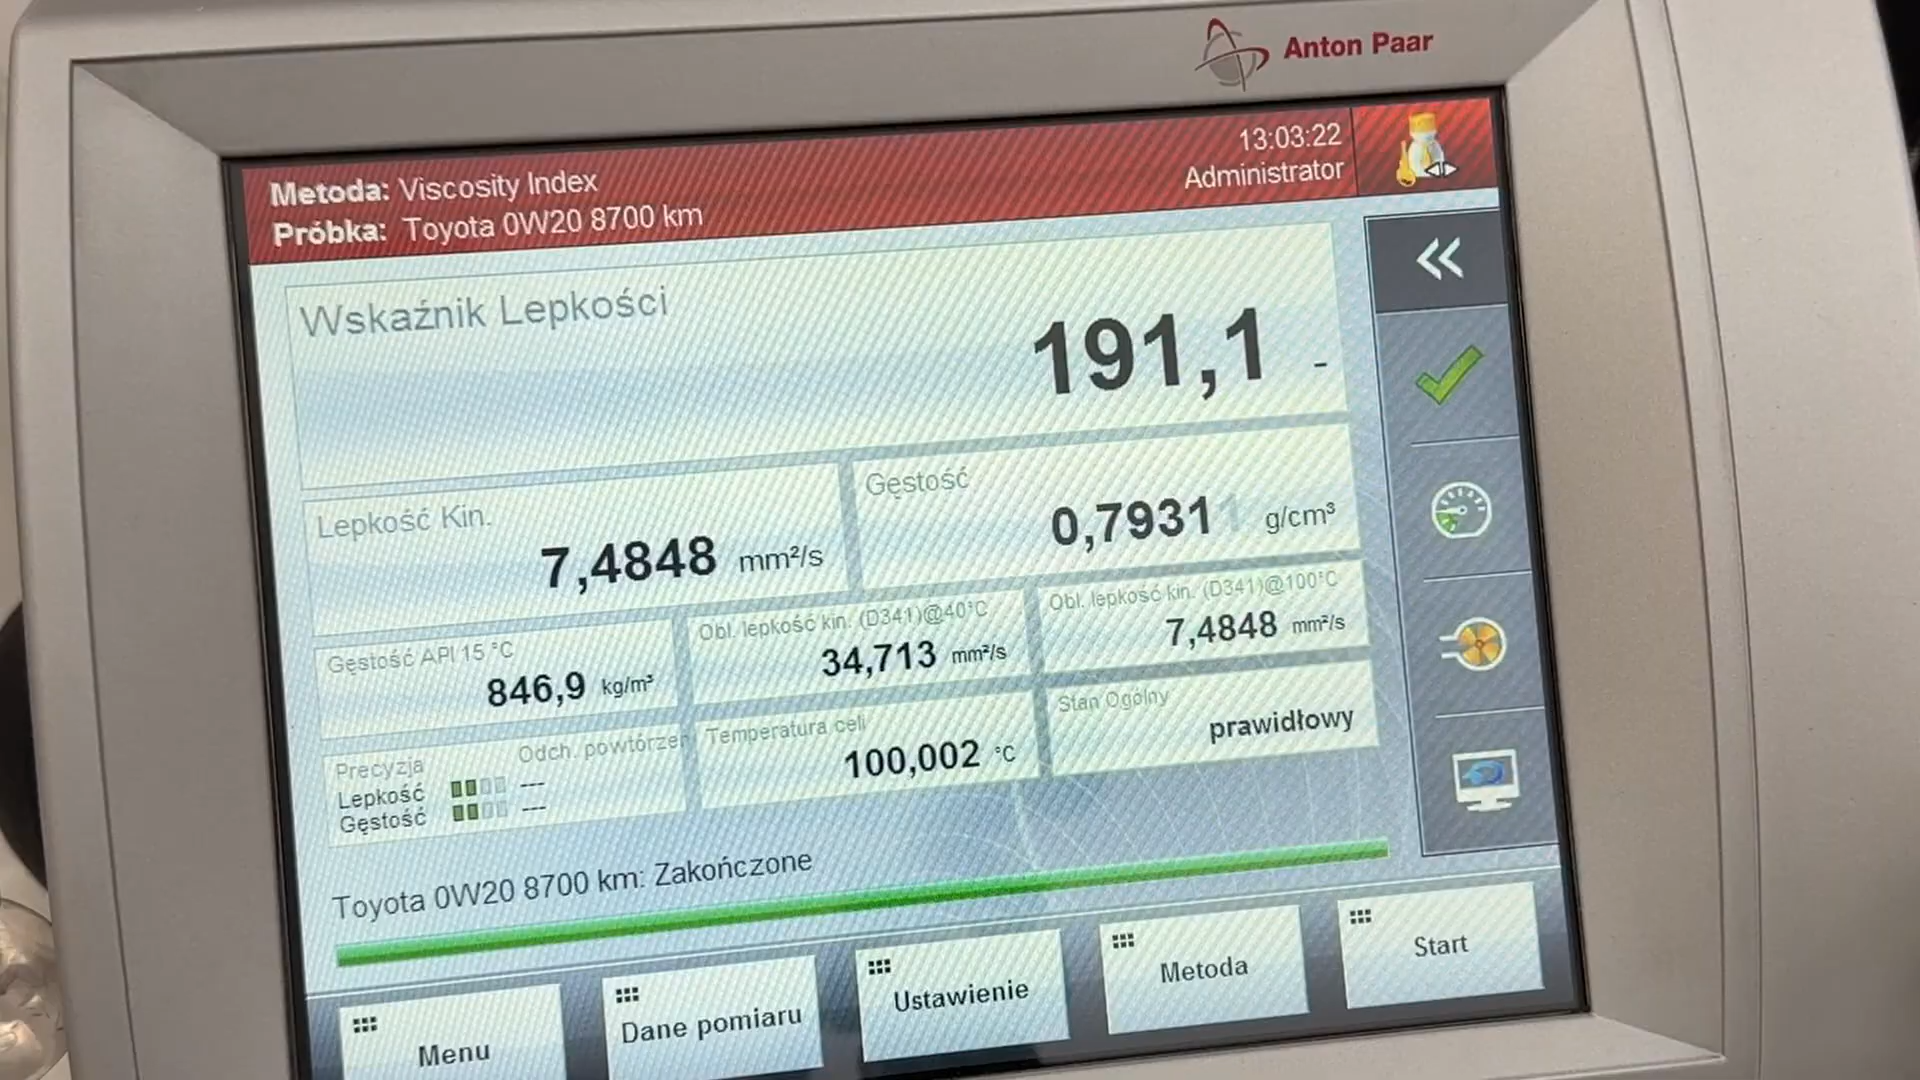 Anton Paar
13:03:22
Administrator
Metoda: Viscosity Index
Próbka: Toyota 0W20 8700 km
Wskaźnik Lepkości
191,1 -
Lepkość Kin.
7,4848 mm²/s
Gęstość
0,79311 g/cm³
Gęstość API 15 °C
846,9 kg/m³
Obl. lepkość kin. (D341)@40°C
34,713 mm²/s
Obl. lepkość kin. (D341)@100°C
7,4848 mm²/s
Precyzja
Odch. powtórzeń
Lepkość ---
Gęstość ---
Temperatura celi
100,002 °C
Stan Ogólny
prawidłowy
Toyota 0W20 8700 km: Zakończone
Menu
Dane pomiaru
Ustawienie
Metoda
Start